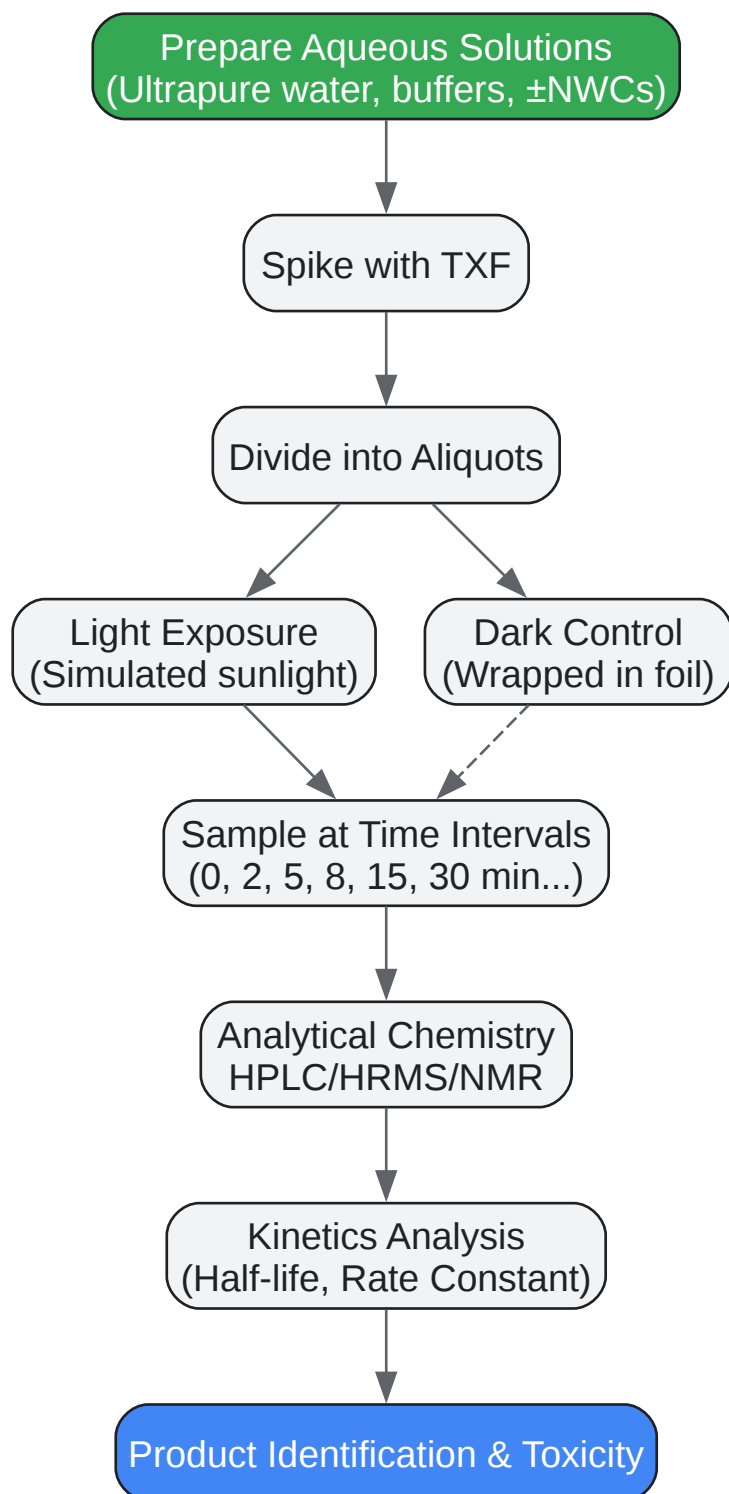 Prepare Aqueous Solutions
(Ultrapure water, buffers, ±NWCs)
Spike with TXF
Divide into Aliquots
Light Exposure
(Simulated sunlight)
Dark Control
(Wrapped in foil)
Sample at Time Intervals
(0, 2, 5, 8, 15, 30 min...)
Analytical Chemistry
HPLC/HRMS/NMR
Kinetics Analysis
(Half-life, Rate Constant)
Product Identification & Toxicity